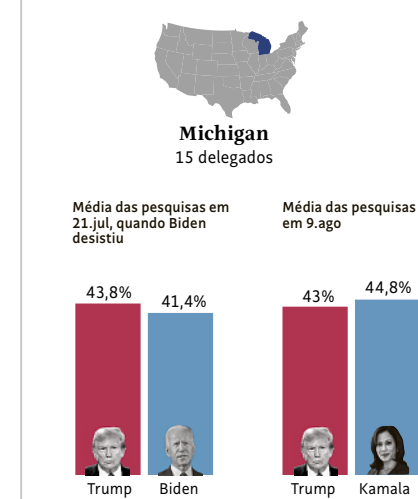 Michigan
15 delegados
Média das pesquisas em
21.jul, quando Biden
desistiu
43,8%
41,4%
Trump
Biden
Média das pesquisas
em 9.ago
43%
44,8%
Trump
Kamala